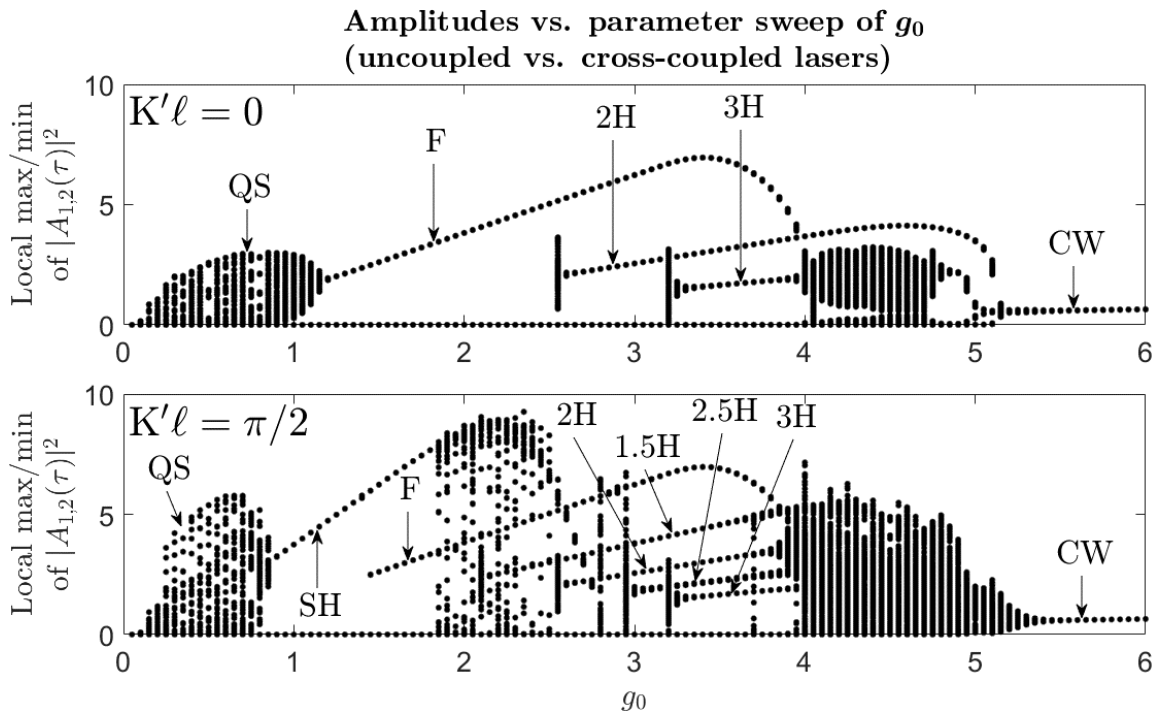 Amplitudes vs. parameter sweep of g₀
(uncoupled vs. cross-coupled lasers)
Local max/min
of |A₁,₂(τ)|²
10
5
0
K′ℓ = 0
QS
F
2H
3H
CW
0 1 2 3 4 5 6
Local max/min
of |A₁,₂(τ)|²
10
5
0
K′ℓ = π/2
QS
SH
F
2H
1.5H
2.5H
3H
CW
0 1 2 3 4 5 6
g₀